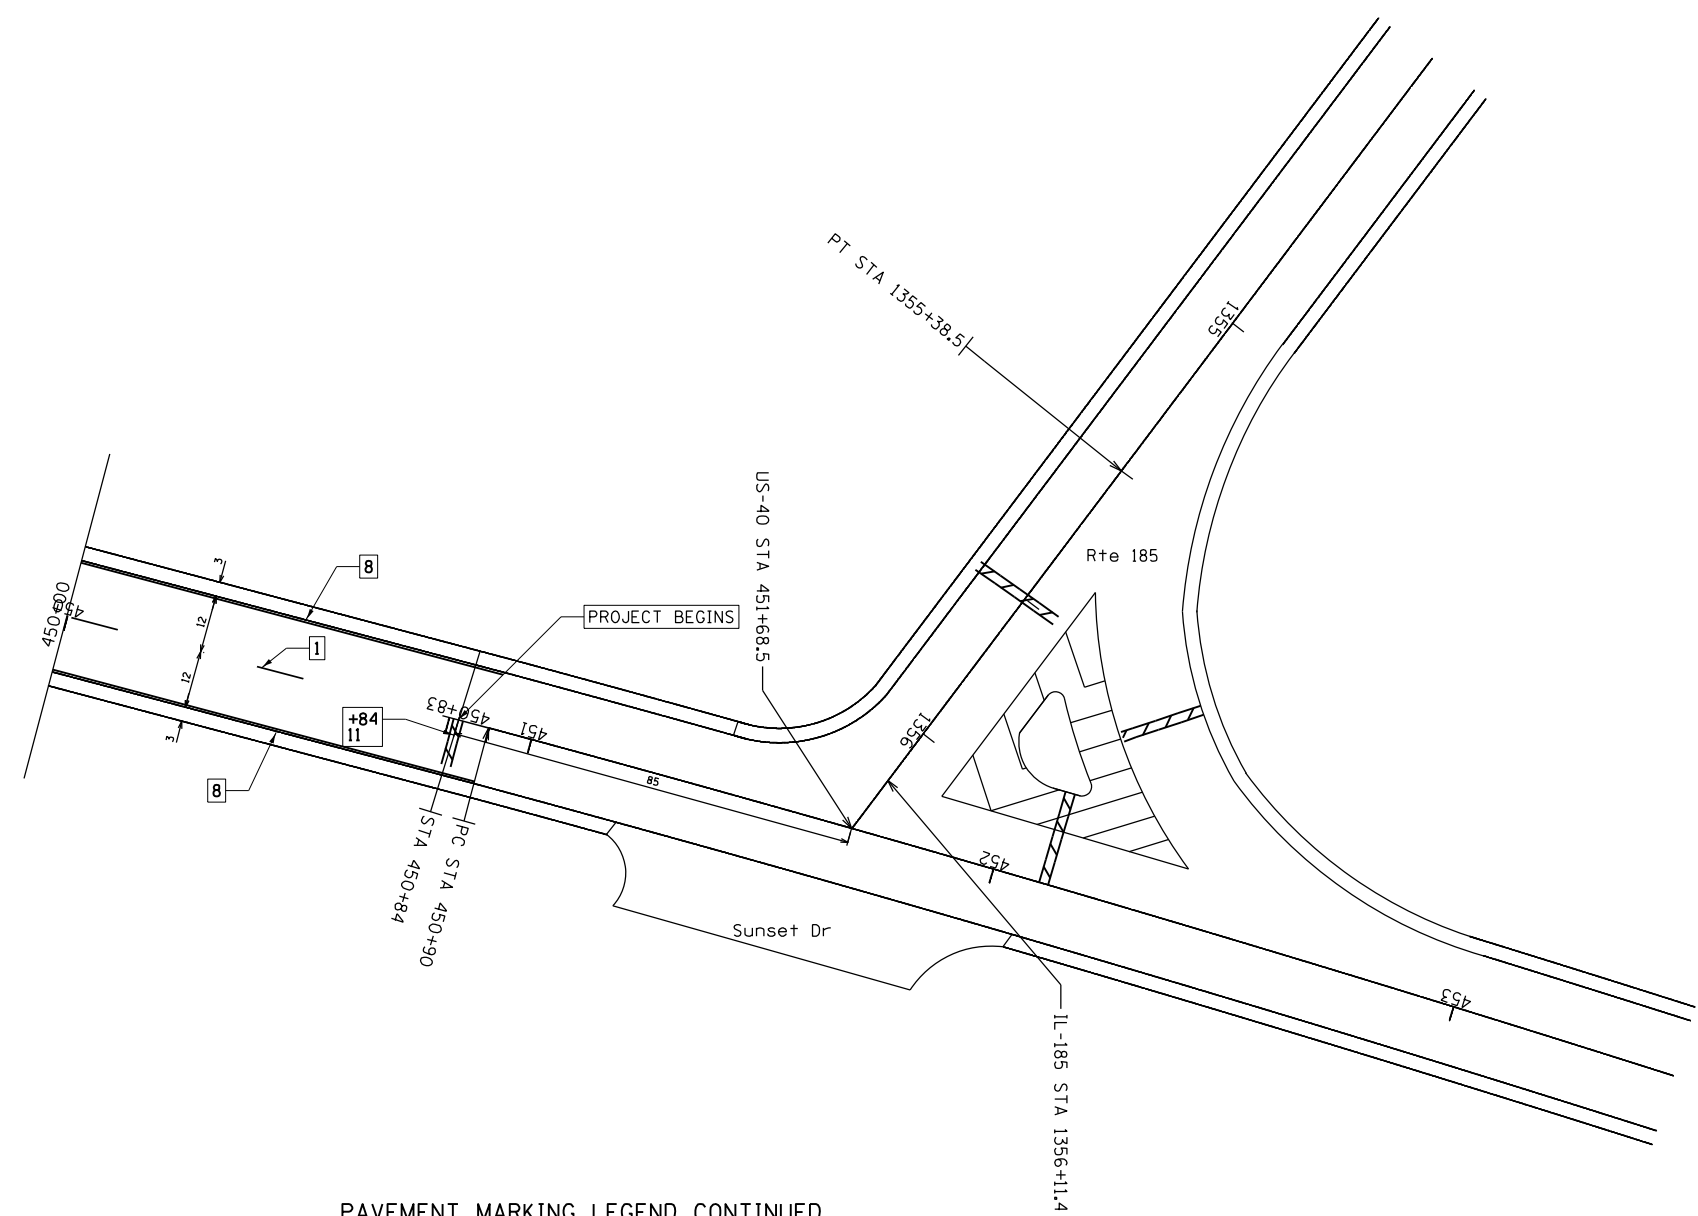 PT STA 1355+38.5
1355
US-40 STA 451+68.5
Rte 185
8
3
450+00
450
12
1
PROJECT BEGINS
12
450+83
+84
11
451
1356
3
8
85
STA 450+84
PC STA 450+90
452
Sunset Dr
453
IL-185 STA 1356+11.4
PAVEMENT MARKING LEGEND CONTINUED